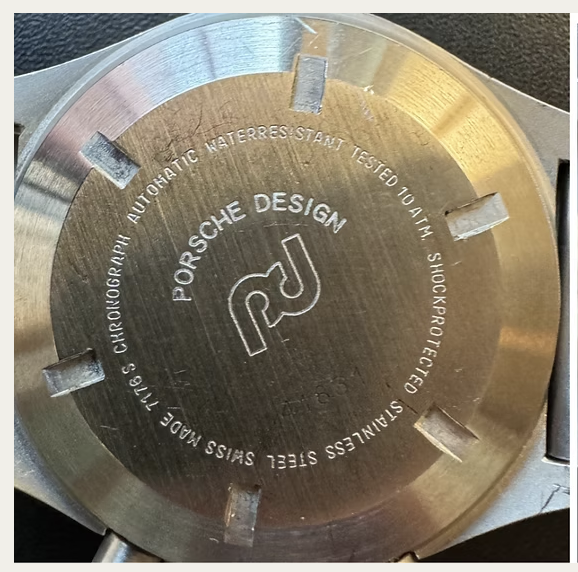 PORSCHE DESIGN
CHRONOGRAPH AUTOMATIC WATERRESISTANT TESTED 10 ATM. SHOCKPROTECTED STAINLESS STEEL SWISS MADE 7176 S